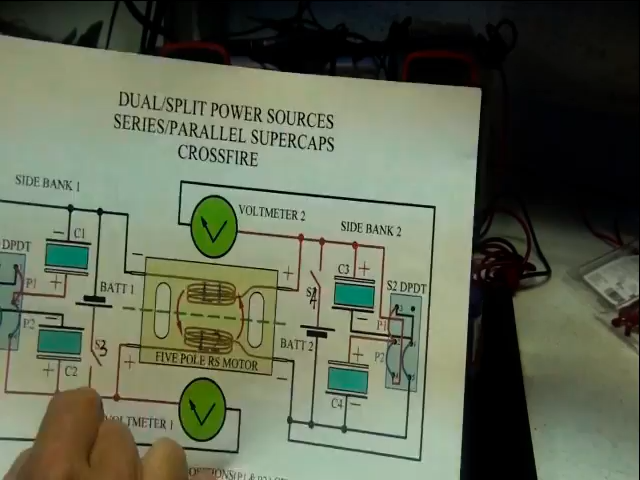 DUAL/SPLIT POWER SOURCES
SERIES/PARALLEL SUPERCAPS
CROSSFIRE
SIDE BANK 1
VOLTMETER 2
SIDE BANK 2
DPDT
C1
C3
S2 DPDT
P1
BATT 1
S4
P1
P2
S3
BATT 2
P2
C2
FIVE POLE RS MOTOR
C4
VOLTMETER 1